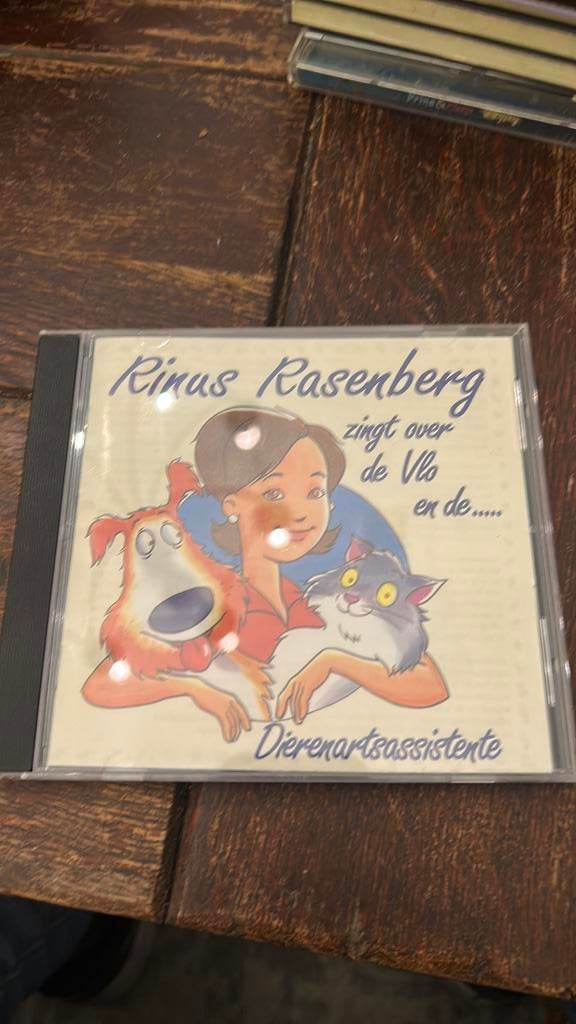 Rinus Rasenberg
zingt over
de Vlo
en de.....
Dierenartsassistente